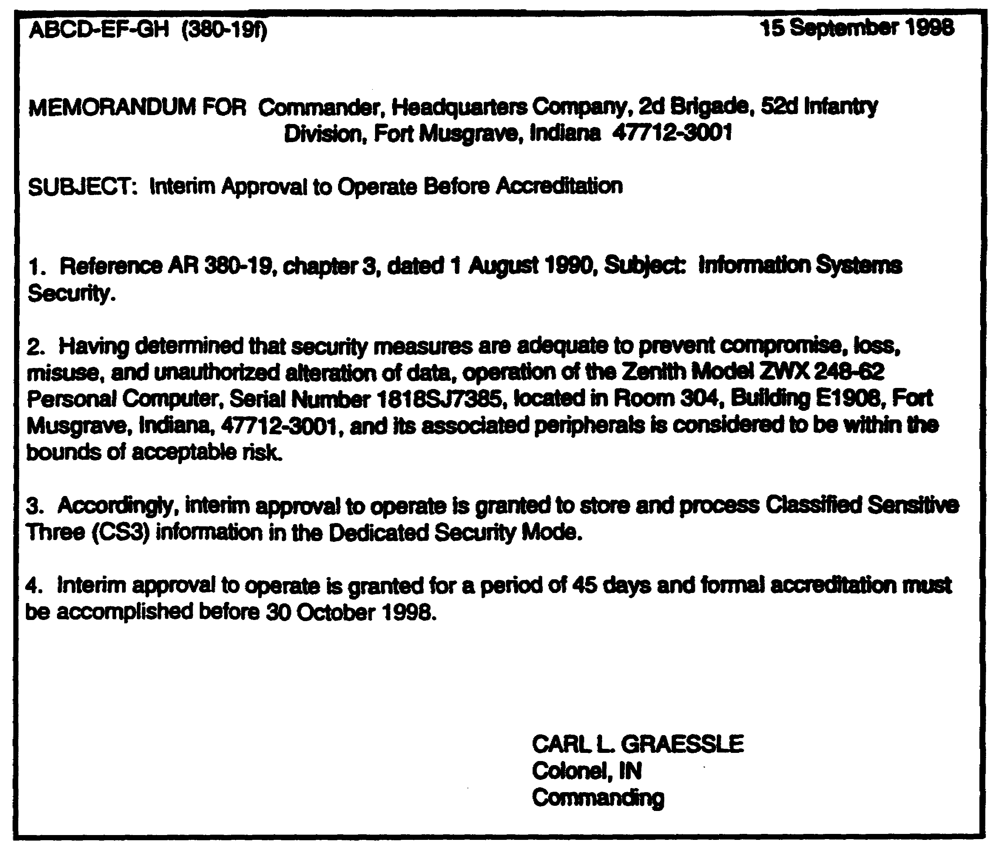 ABCD-EF-GH (380-19f) 15 September 1998
MEMORANDUM FOR Commander, Headquarters Company, 2d Brigade, 52d Infantry
Division, Fort Musgrave, Indiana 47712-3001
SUBJECT: Interim Approval to Operate Before Accreditation
1. Reference AR 380-19, chapter 3, dated 1 August 1990, Subject: Information Systems
Security.
2. Having determined that security measures are adequate to prevent compromise, loss,
misuse, and unauthorized alteration of data, operation of the Zenith Model ZWX 248-62
Personal Computer, Serial Number 1818SJ7385, located in Room 304, Building E1908, Fort
Musgrave, Indiana, 47712-3001, and its associated peripherals is considered to be within the
bounds of acceptable risk.
3. Accordingly, interim approval to operate is granted to store and process Classified Sensitive
Three (CS3) information in the Dedicated Security Mode.
4. Interim approval to operate is granted for a period of 45 days and formal accreditation must
be accomplished before 30 October 1998.
CARL L. GRAESSLE
Colonel, IN
Commanding